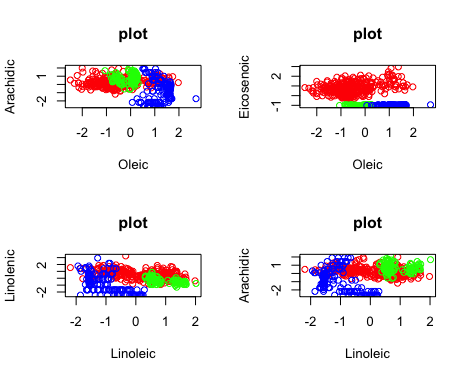 plot
Arachidic
1
-2
-2 -1 0 1 2
Oleic
plot
Eicosenoic
2
-1
-2 -1 0 1 2
Oleic
plot
Linolenic
2
-2
-2 -1 0 1 2
Linoleic
plot
Arachidic
1
-2
-2 -1 0 1 2
Linoleic